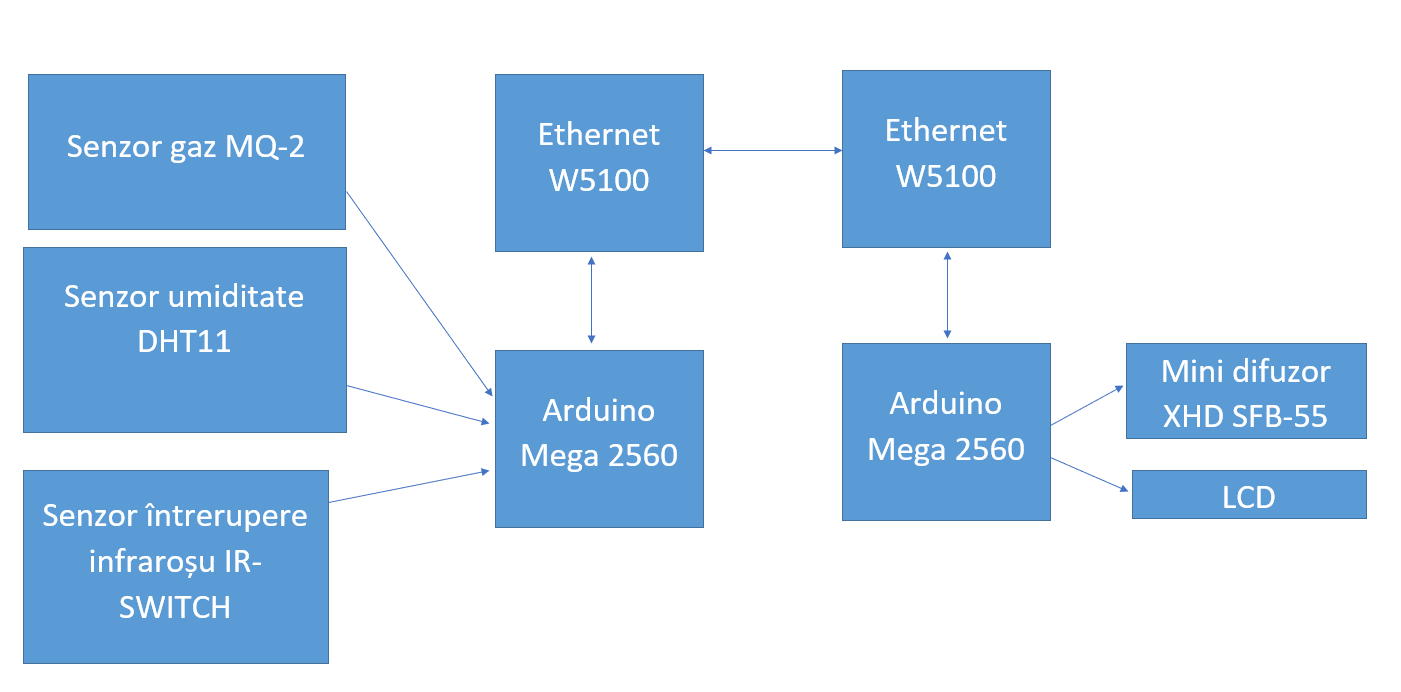 Senzor gaz MQ-2
Senzor umiditate
DHT11
Senzor întrerupere
infraroșu IR-
SWITCH
Ethernet
W5100
Arduino
Mega 2560
Ethernet
W5100
Arduino
Mega 2560
Mini difuzor
XHD SFB-55
LCD